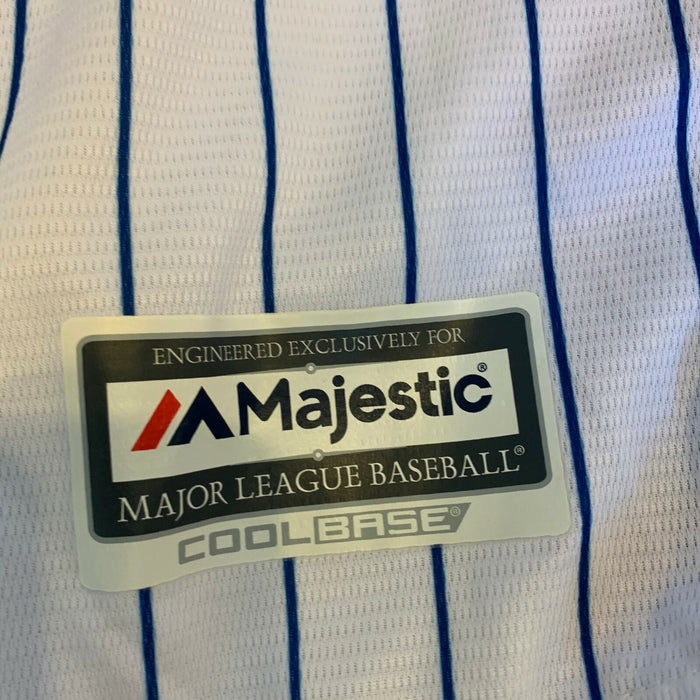 ENGINEERED EXCLUSIVELY FOR
Majestic®
MAJOR LEAGUE BASEBALL®
COOLBASE®